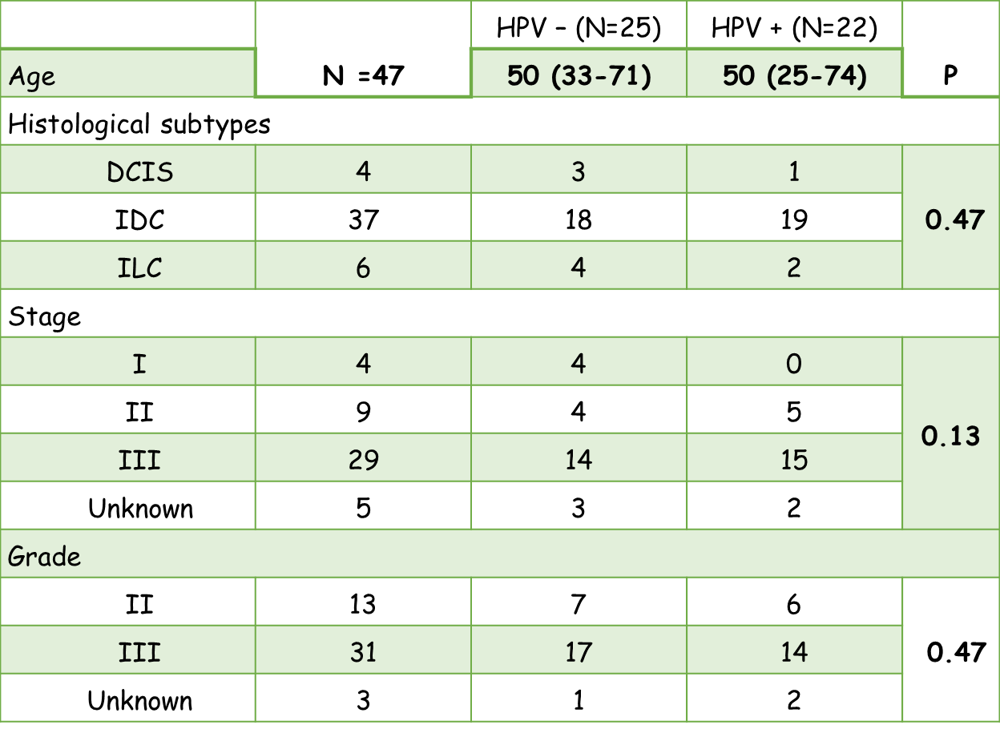 HPV – (N=25) HPV + (N=22)
Age N =47 50 (33-71) 50 (25-74) P
Histological subtypes
DCIS 4 3 1
IDC 37 18 19 0.47
ILC 6 4 2
Stage
I 4 4 0
II 9 4 5
0.13
III 29 14 15
Unknown 5 3 2
Grade
II 13 7 6
III 31 17 14 0.47
Unknown 3 1 2